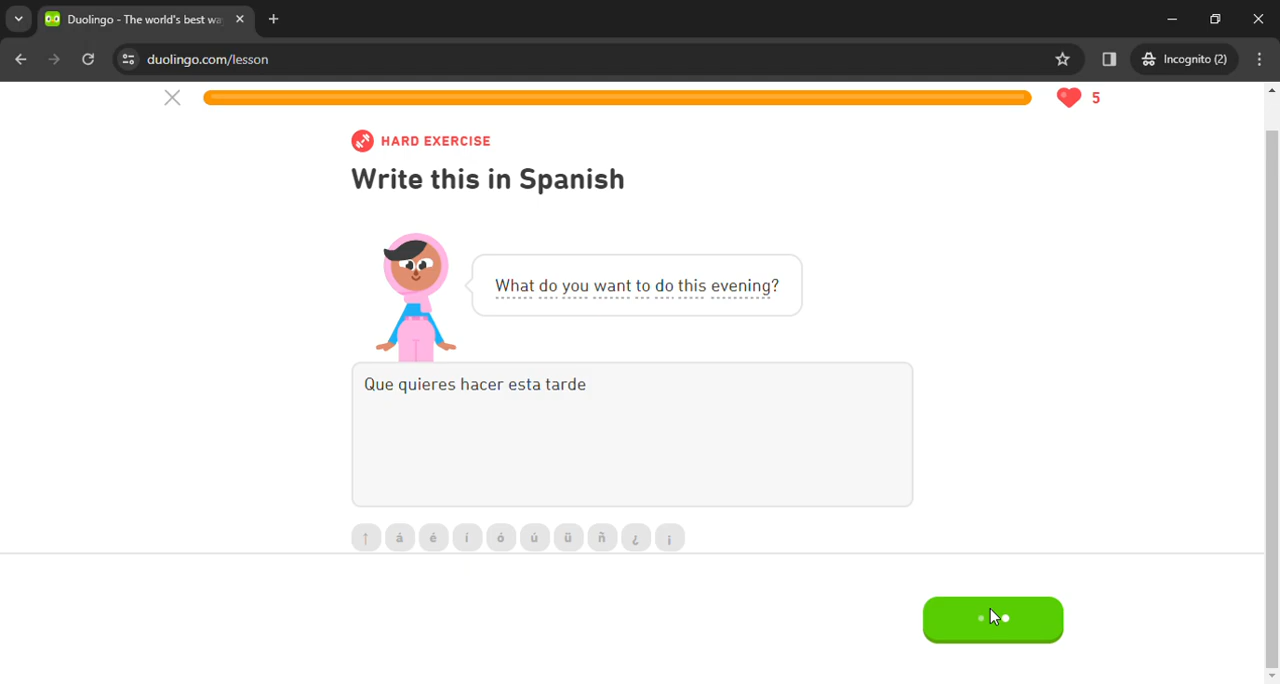 Duolingo - The world's best wa
duolingo.com/lesson
Incognito (2)
5
HARD EXERCISE
Write this in Spanish
What do you want to do this evening?
Que quieres hacer esta tarde
↑ á é í ó ú ü ñ ¿ ¡